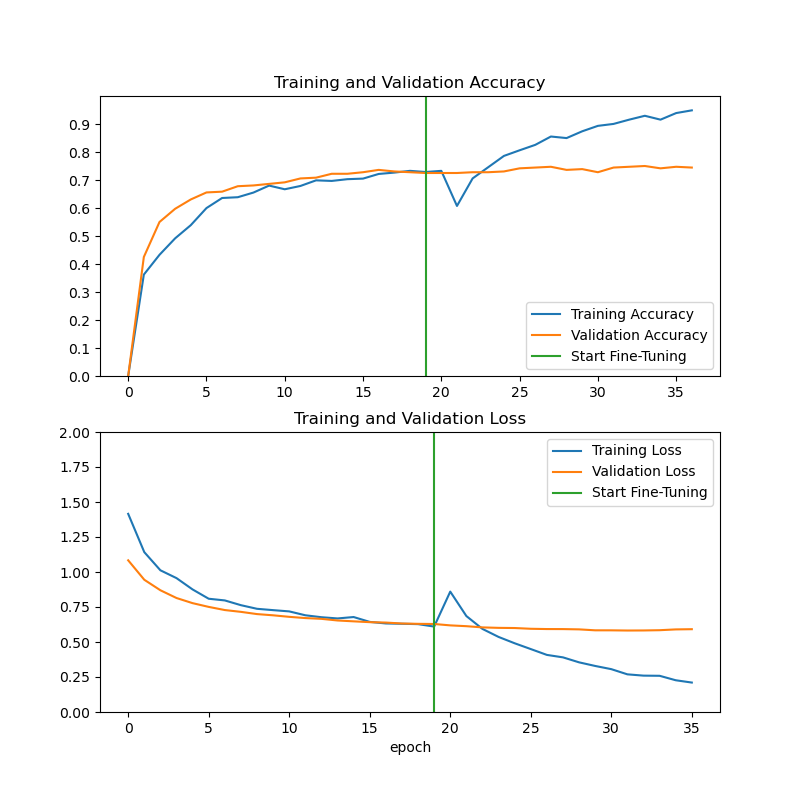 Training and Validation Accuracy
0.9
0.8
0.7
0.6
0.5
0.4
0.3
0.2
0.1
0.0
Training Accuracy
Validation Accuracy
Start Fine-Tuning
0 5 10 15 20 25 30 35
Training and Validation Loss
2.00
1.75
1.50
1.25
1.00
0.75
0.50
0.25
0.00
Training Loss
Validation Loss
Start Fine-Tuning
0 5 10 15 20 25 30 35
epoch